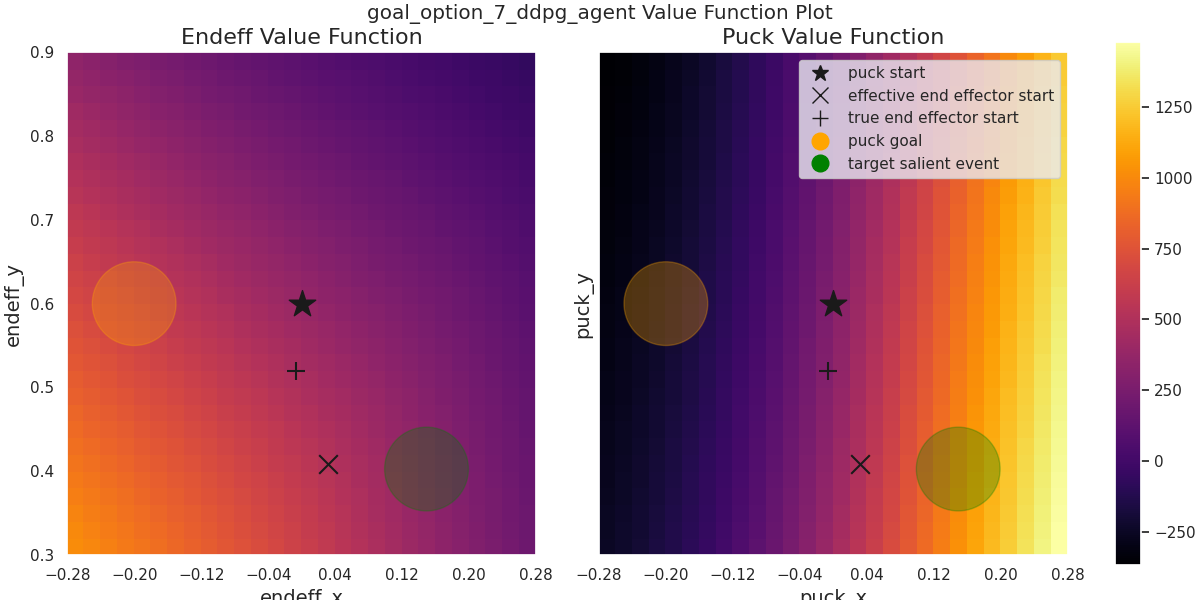 goal_option_7_ddpg_agent Value Function Plot
Endeff Value Function
endeff_y
0.9
0.8
0.7
0.6
0.5
0.4
0.3
−0.28 −0.20 −0.12 −0.04 0.04 0.12 0.20 0.28
endeff_x
Puck Value Function
puck_y
puck start
effective end effector start
true end effector start
puck goal
target salient event
−0.28 −0.20 −0.12 −0.04 0.04 0.12 0.20 0.28
puck_x
1250
1000
750
500
250
0
−250